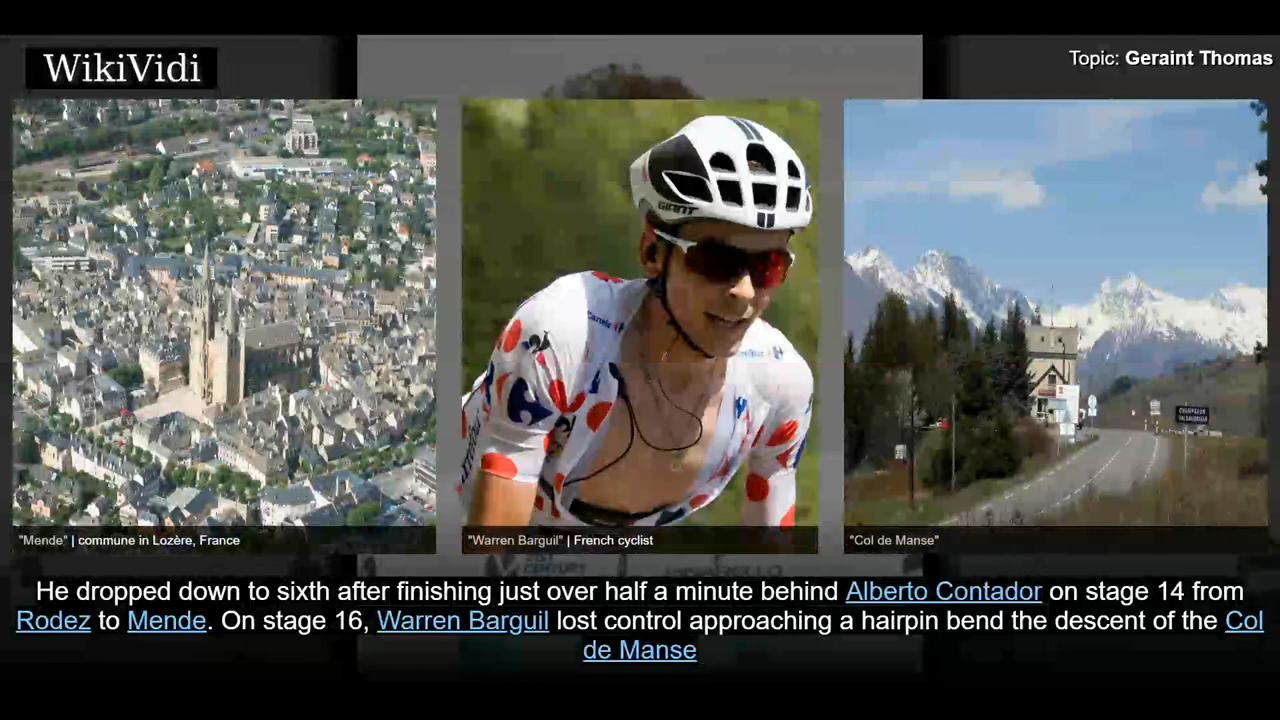 WikiVidi
Topic: Geraint Thomas
GIANT
"Mende" | commune in Lozère, France
"Warren Barguil" | French cyclist
"Col de Manse"
He dropped down to sixth after finishing just over half a minute behind Alberto Contador on stage 14 from
Rodez to Mende. On stage 16, Warren Barguil lost control approaching a hairpin bend the descent of the Col
de Manse